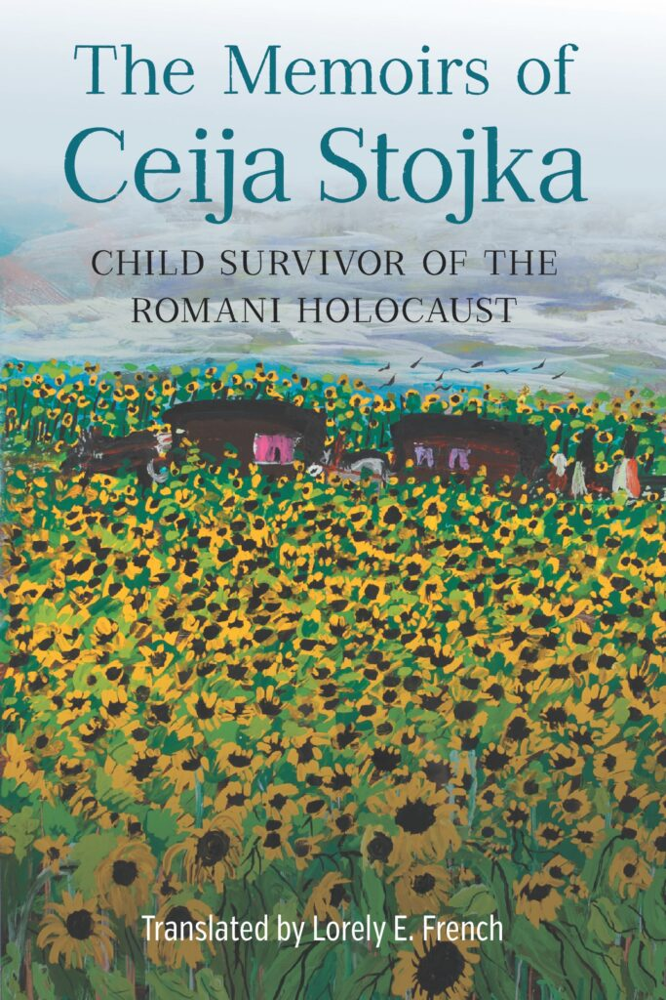 The Memoirs of
Ceija Stojka
CHILD SURVIVOR OF THE
ROMANI HOLOCAUST
Translated by Lorely E. French